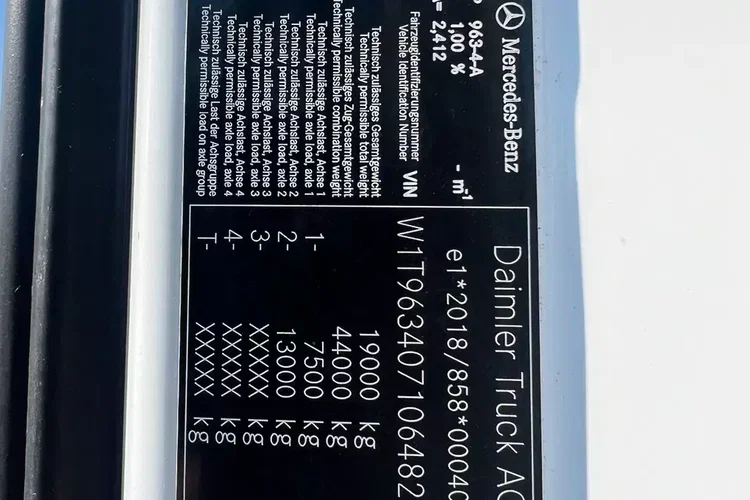 Mercedes-Benz
Daimler Truck AG
963-4-A
1,00 % - m-1
e1*2018/858*00040
= 2,412
Fahrzeugidentifizierungsnummer
Vehicle Identification Number VIN W1T963407106482
Technisch zulässiges Gesamtgewicht
Technically permissible total weight 19000 kg
Technisch zulässiges Zug-Gesamtgewicht
Technically permissible combination weight 44000 kg
Technisch zulässige Achslast, Achse 1
Technically permissible axle load, axle 1 1- 7500 kg
Technisch zulässige Achslast, Achse 2
Technically permissible axle load, axle 2 2- 13000 kg
Technisch zulässige Achslast, Achse 3
Technically permissible axle load, axle 3 3- XXXXX kg
Technisch zulässige Achslast, Achse 4
Technically permissible axle load, axle 4 4- XXXXX kg
Technisch zulässige Last der Achsgruppe
Technically permissible load on axle group T- XXXXX kg